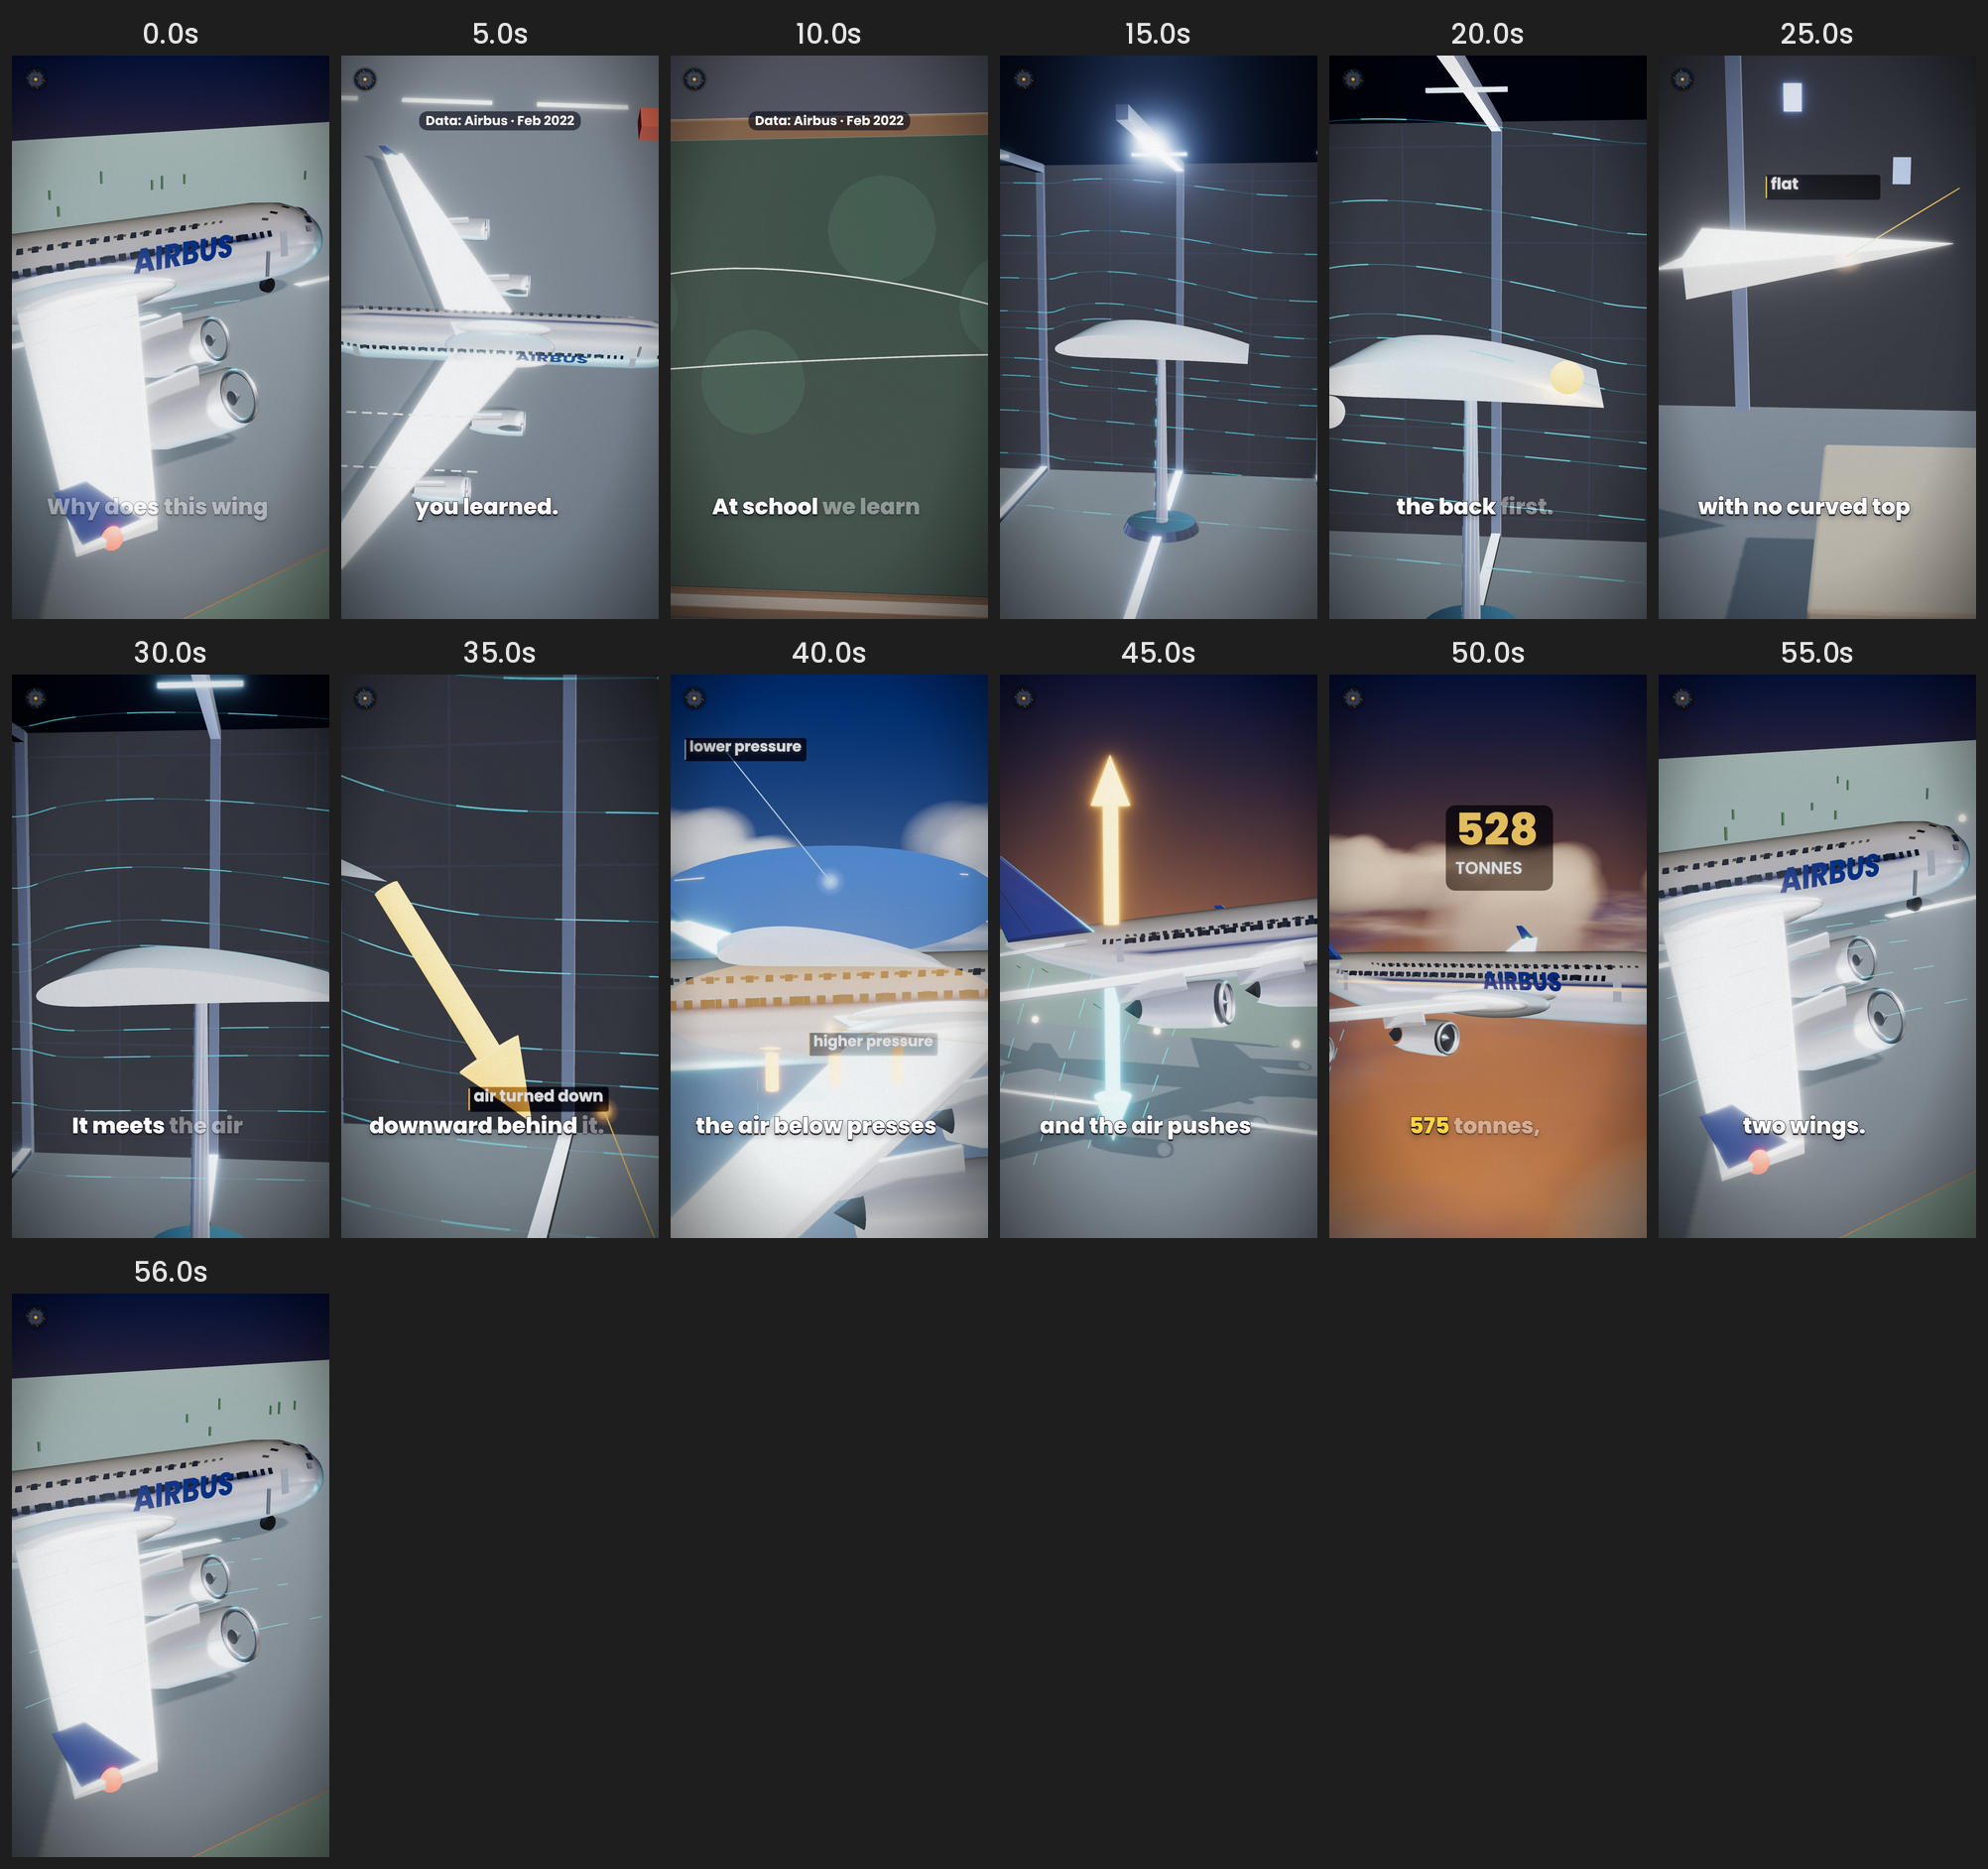 0.0s
5.0s
10.0s
15.0s
20.0s
25.0s
AIRBUS
Why does this wing
Data: Airbus · Feb 2022
AIRBUS
you learned.
Data: Airbus · Feb 2022
At school we learn
the back first.
flat
with no curved top
30.0s
35.0s
40.0s
45.0s
50.0s
55.0s
It meets the air
air turned down
downward behind it.
lower pressure
higher pressure
the air below presses
and the air pushes
528
TONNES
AIRBUS
575 tonnes,
AIRBUS
two wings.
56.0s
AIRBUS